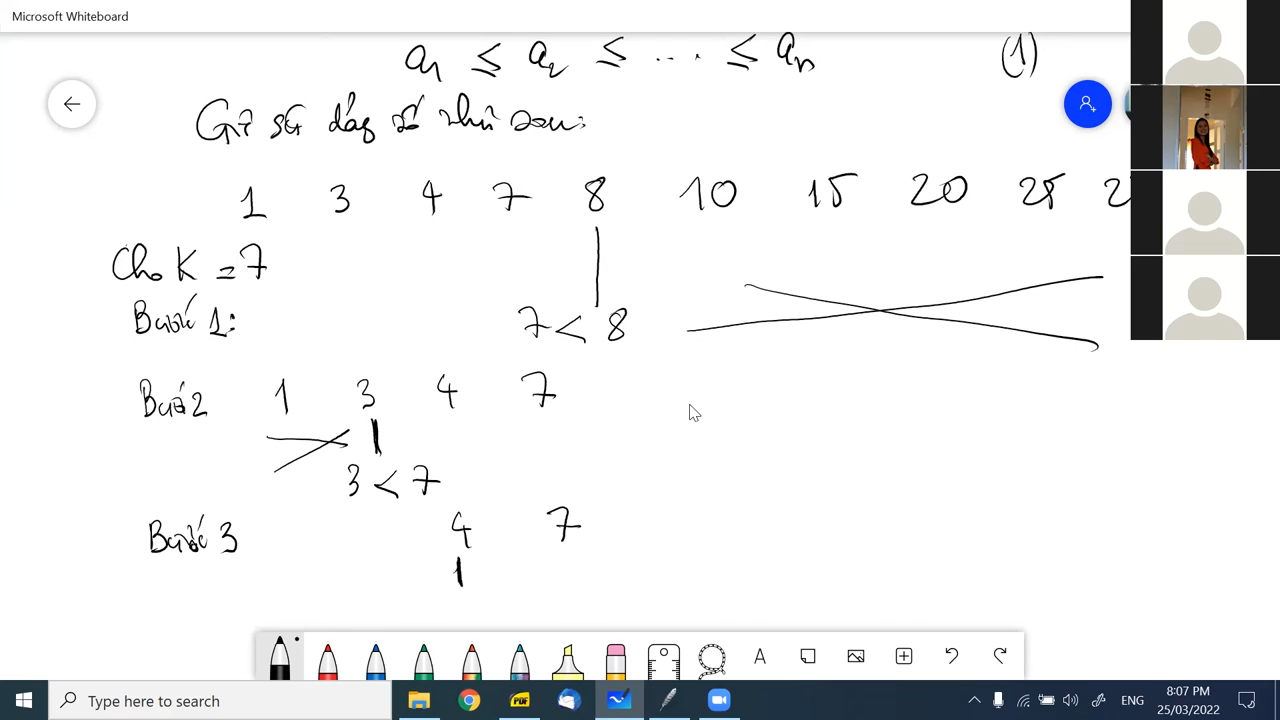 Microsoft Whiteboard
a1 ≤ a2 ≤ ... ≤ an (1)
Giả sử dãy số như sau:
1 3 4 7 8 10 15 20 25 2
Cho K = 7
Bước 1: 7 < 8
Bước 2 1 3 4 7
3 < 7
Bước 3 4 7
A
Type here to search
PDF
ENG
8:07 PM
25/03/2022